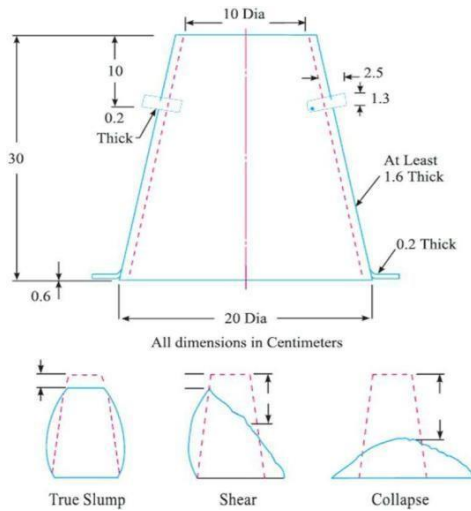 10 Dia
10
2.5
1.3
0.2
Thick
30
At Least
1.6 Thick
0.2 Thick
0.6
20 Dia
All dimensions in Centimeters
True Slump
Shear
Collapse